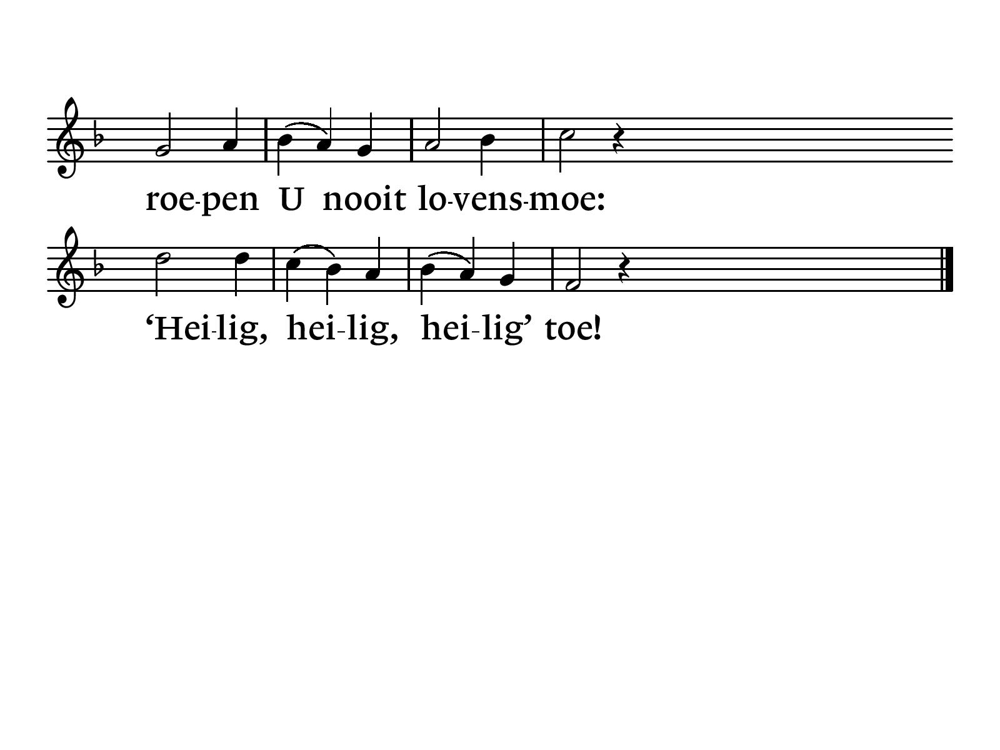 roe-pen U nooit lo-vens-moe:
‘Hei-lig, hei-lig, hei-lig’ toe!